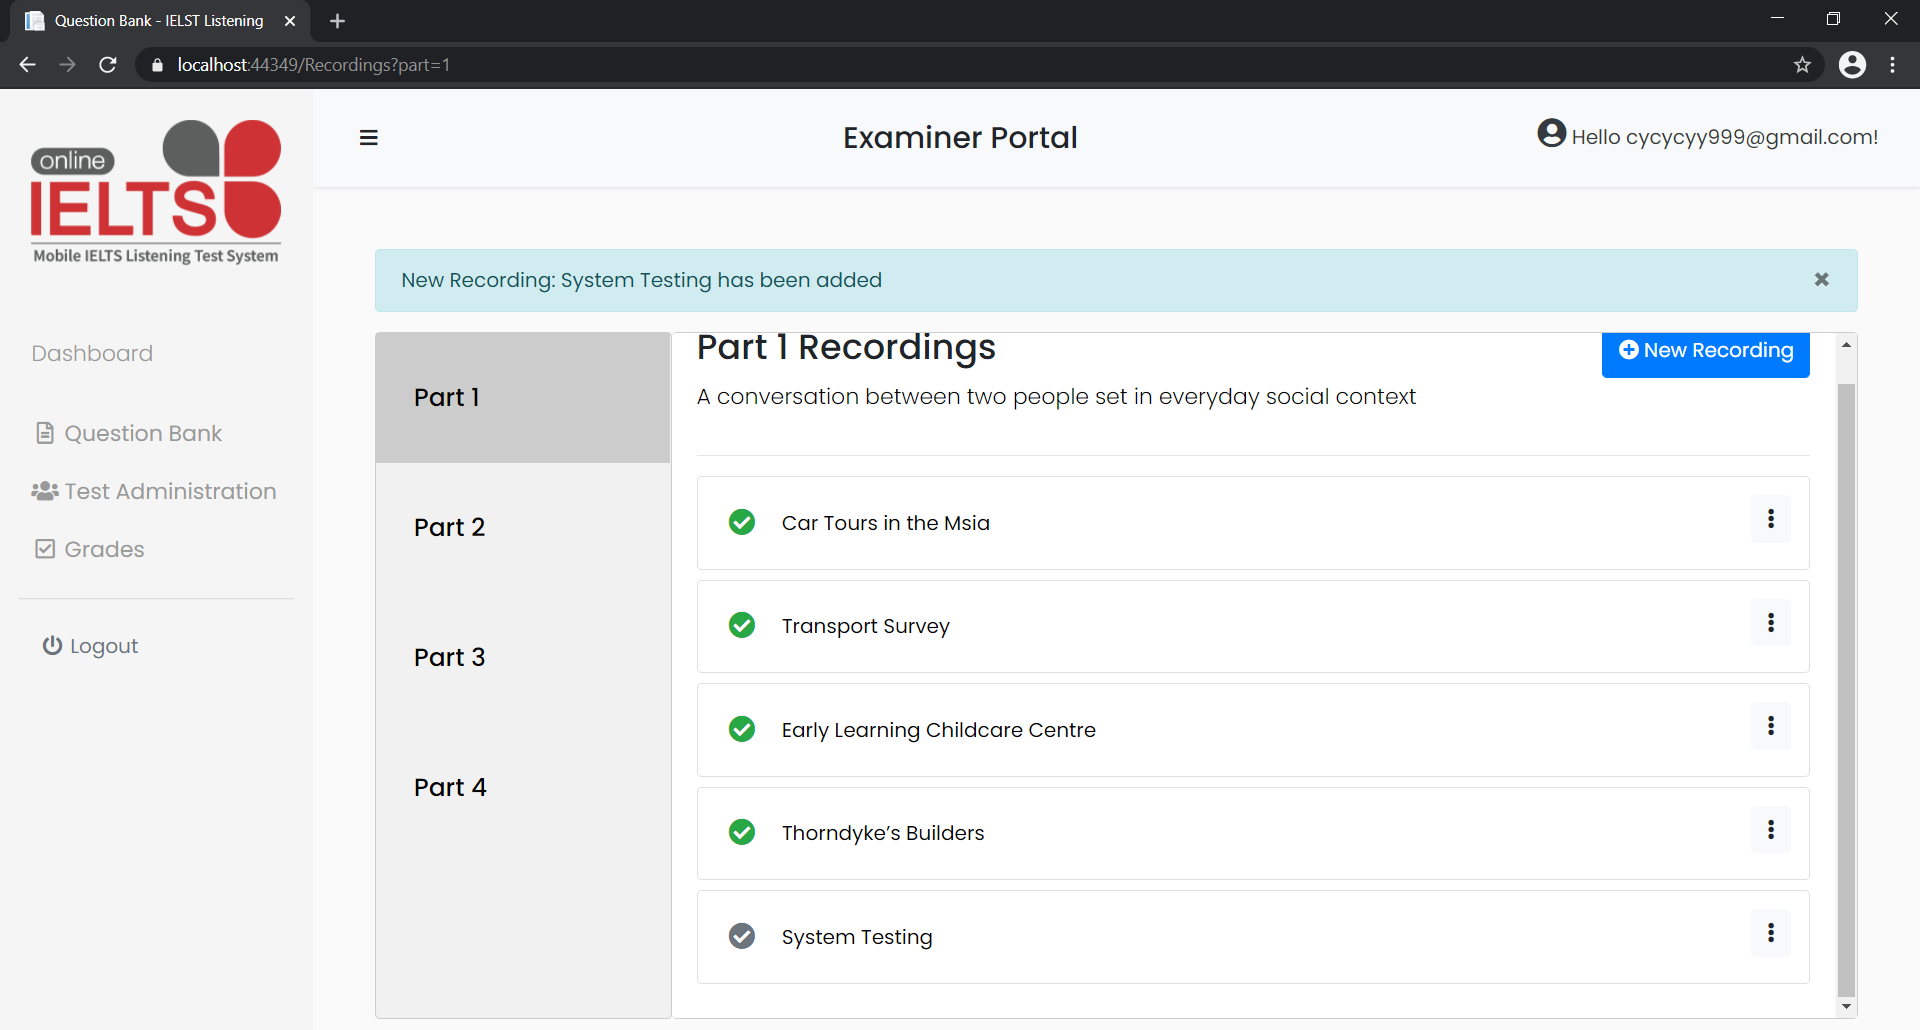 Question Bank - IELST Listening
localhost:44349/Recordings?part=1
online
IELTS
Mobile IELTS Listening Test System
Examiner Portal
Hello cycycyy999@gmail.com!
Dashboard
Question Bank
Test Administration
Grades
Logout
New Recording: System Testing has been added
Part 1
Part 2
Part 3
Part 4
Part 1 Recordings
New Recording
A conversation between two people set in everyday social context
Car Tours in the Msia
Transport Survey
Early Learning Childcare Centre
Thorndyke’s Builders
System Testing